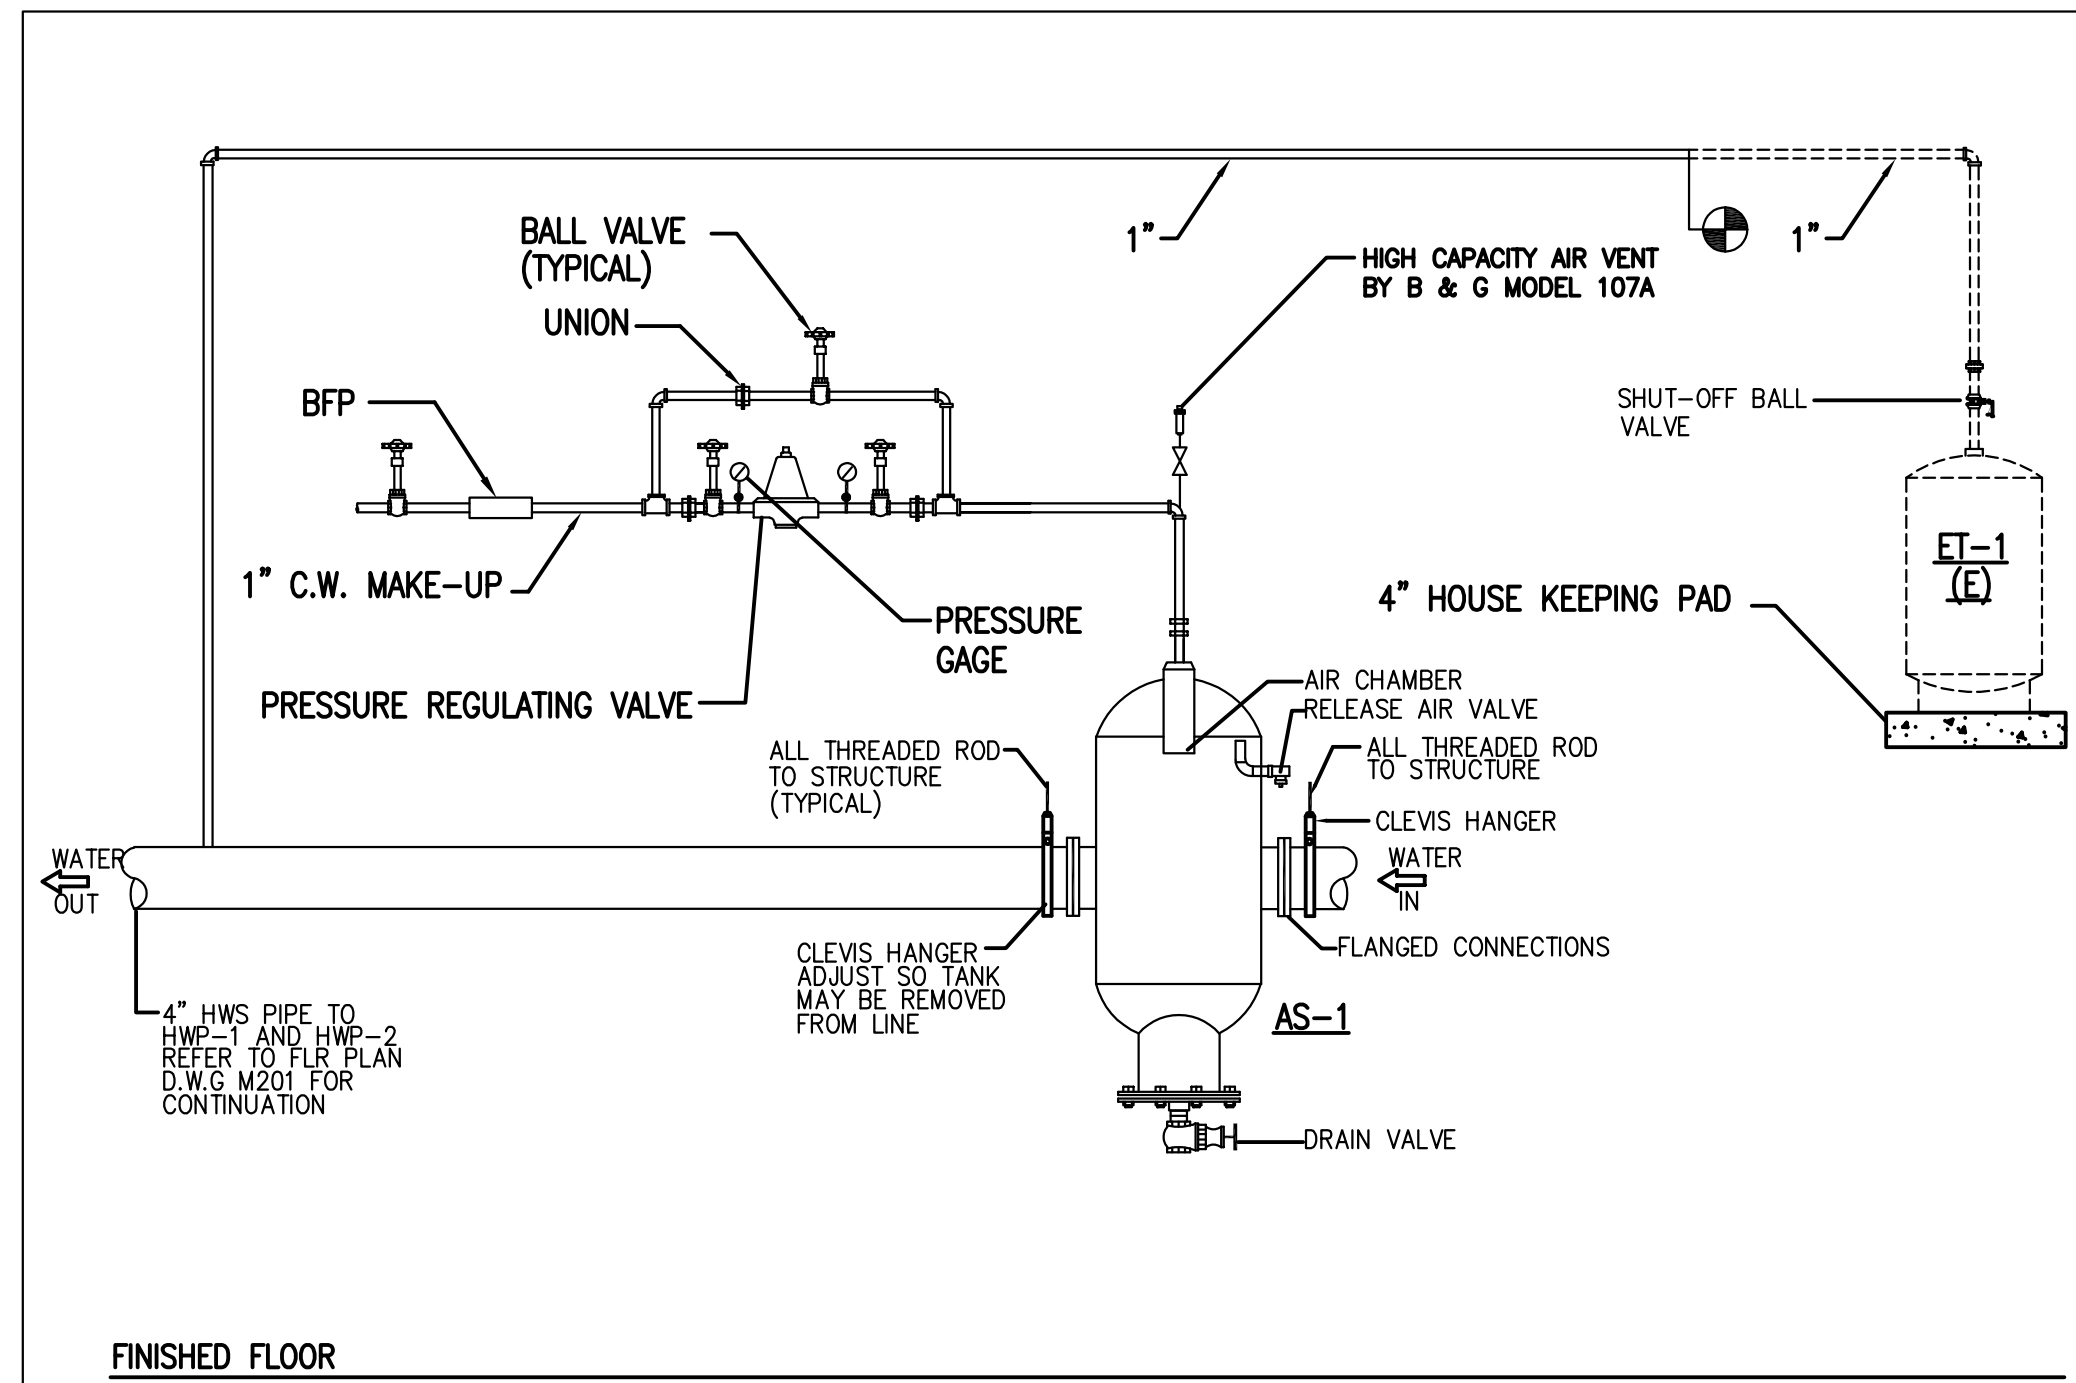 1"
1"
BALL VALVE
(TYPICAL)
UNION
HIGH CAPACITY AIR VENT
BY B & G MODEL 107A
BFP
SHUT-OFF BALL
VALVE
ET-1
(E)
1" C.W. MAKE-UP
4" HOUSE KEEPING PAD
PRESSURE
GAGE
PRESSURE REGULATING VALVE
AIR CHAMBER
RELEASE AIR VALVE
ALL THREADED ROD
TO STRUCTURE
(TYPICAL)
ALL THREADED ROD
TO STRUCTURE
CLEVIS HANGER
WATER
OUT
WATER
IN
CLEVIS HANGER
ADJUST SO TANK
MAY BE REMOVED
FROM LINE
FLANGED CONNECTIONS
AS-1
4" HWS PIPE TO
HWP-1 AND HWP-2
REFER TO FLR PLAN
D.W.G M201 FOR
CONTINUATION
DRAIN VALVE
FINISHED FLOOR